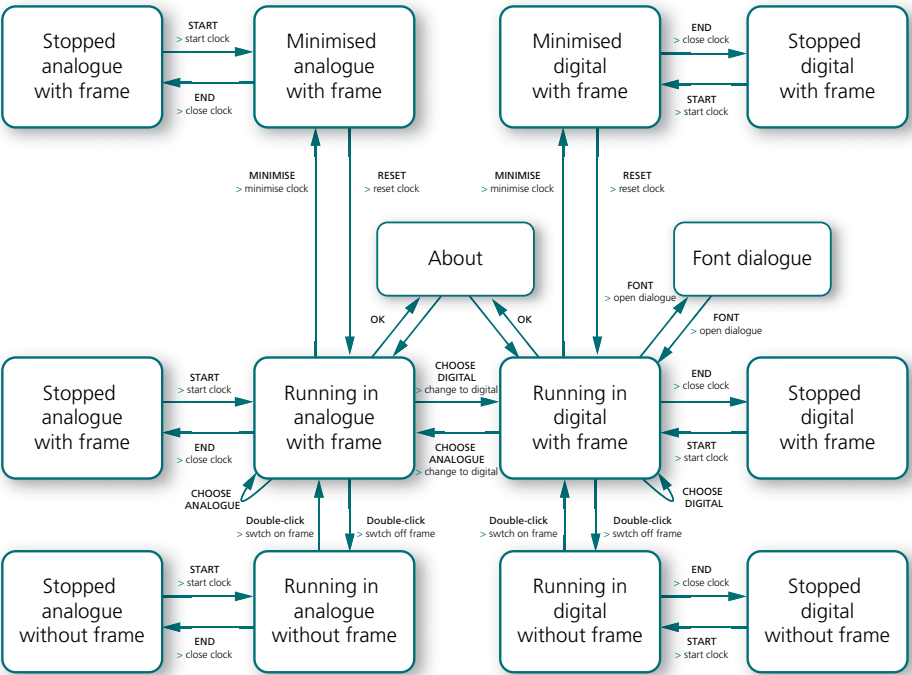 Stopped
analogue
with frame
START
> start clock
END
> close clock
Minimised
analogue
with frame
Minimised
digital
with frame
END
> close clock
START
> start clock
Stopped
digital
with frame
MINIMISE
> minimise clock
RESET
> reset clock
MINIMISE
> minimise clock
RESET
> reset clock
About
Font dialogue
OK
OK
FONT
> open dialogue
FONT
> open dialogue
Stopped
analogue
with frame
START
> start clock
END
> close clock
Running in
analogue
with frame
CHOOSE
DIGITAL
> change to digital
CHOOSE
ANALOGUE
> change to digital
Running in
digital
with frame
END
> close clock
START
> start clock
Stopped
digital
with frame
CHOOSE
ANALOGUE
CHOOSE
DIGITAL
Double-click
> swtch on frame
Double-click
> swtch off frame
Double-click
> swtch on frame
Double-click
> swtch off frame
Stopped
analogue
without frame
START
> start clock
END
> close clock
Running in
analogue
without frame
Running in
digital
without frame
END
> close clock
START
> start clock
Stopped
digital
without frame